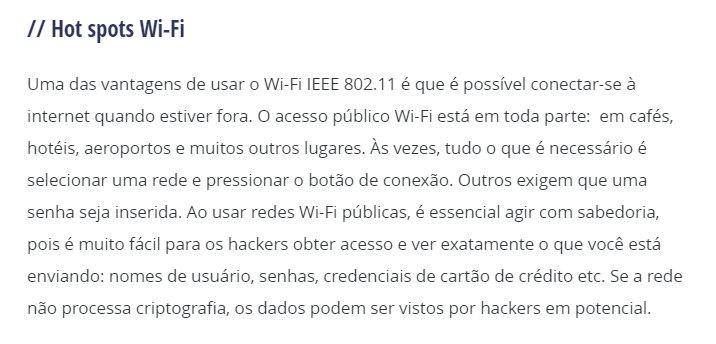 // Hot spots Wi-Fi
Uma das vantagens de usar o Wi-Fi IEEE 802.11 é que é possível conectar-se à
internet quando estiver fora. O acesso público Wi-Fi está em toda parte:  em cafés,
hotéis, aeroportos e muitos outros lugares. Às vezes, tudo o que é necessário é
selecionar uma rede e pressionar o botão de conexão. Outros exigem que uma
senha seja inserida. Ao usar redes Wi-Fi públicas, é essencial agir com sabedoria,
pois é muito fácil para os hackers obter acesso e ver exatamente o que você está
enviando: nomes de usuário, senhas, credenciais de cartão de crédito etc. Se a rede
não processa criptografia, os dados podem ser vistos por hackers em potencial.